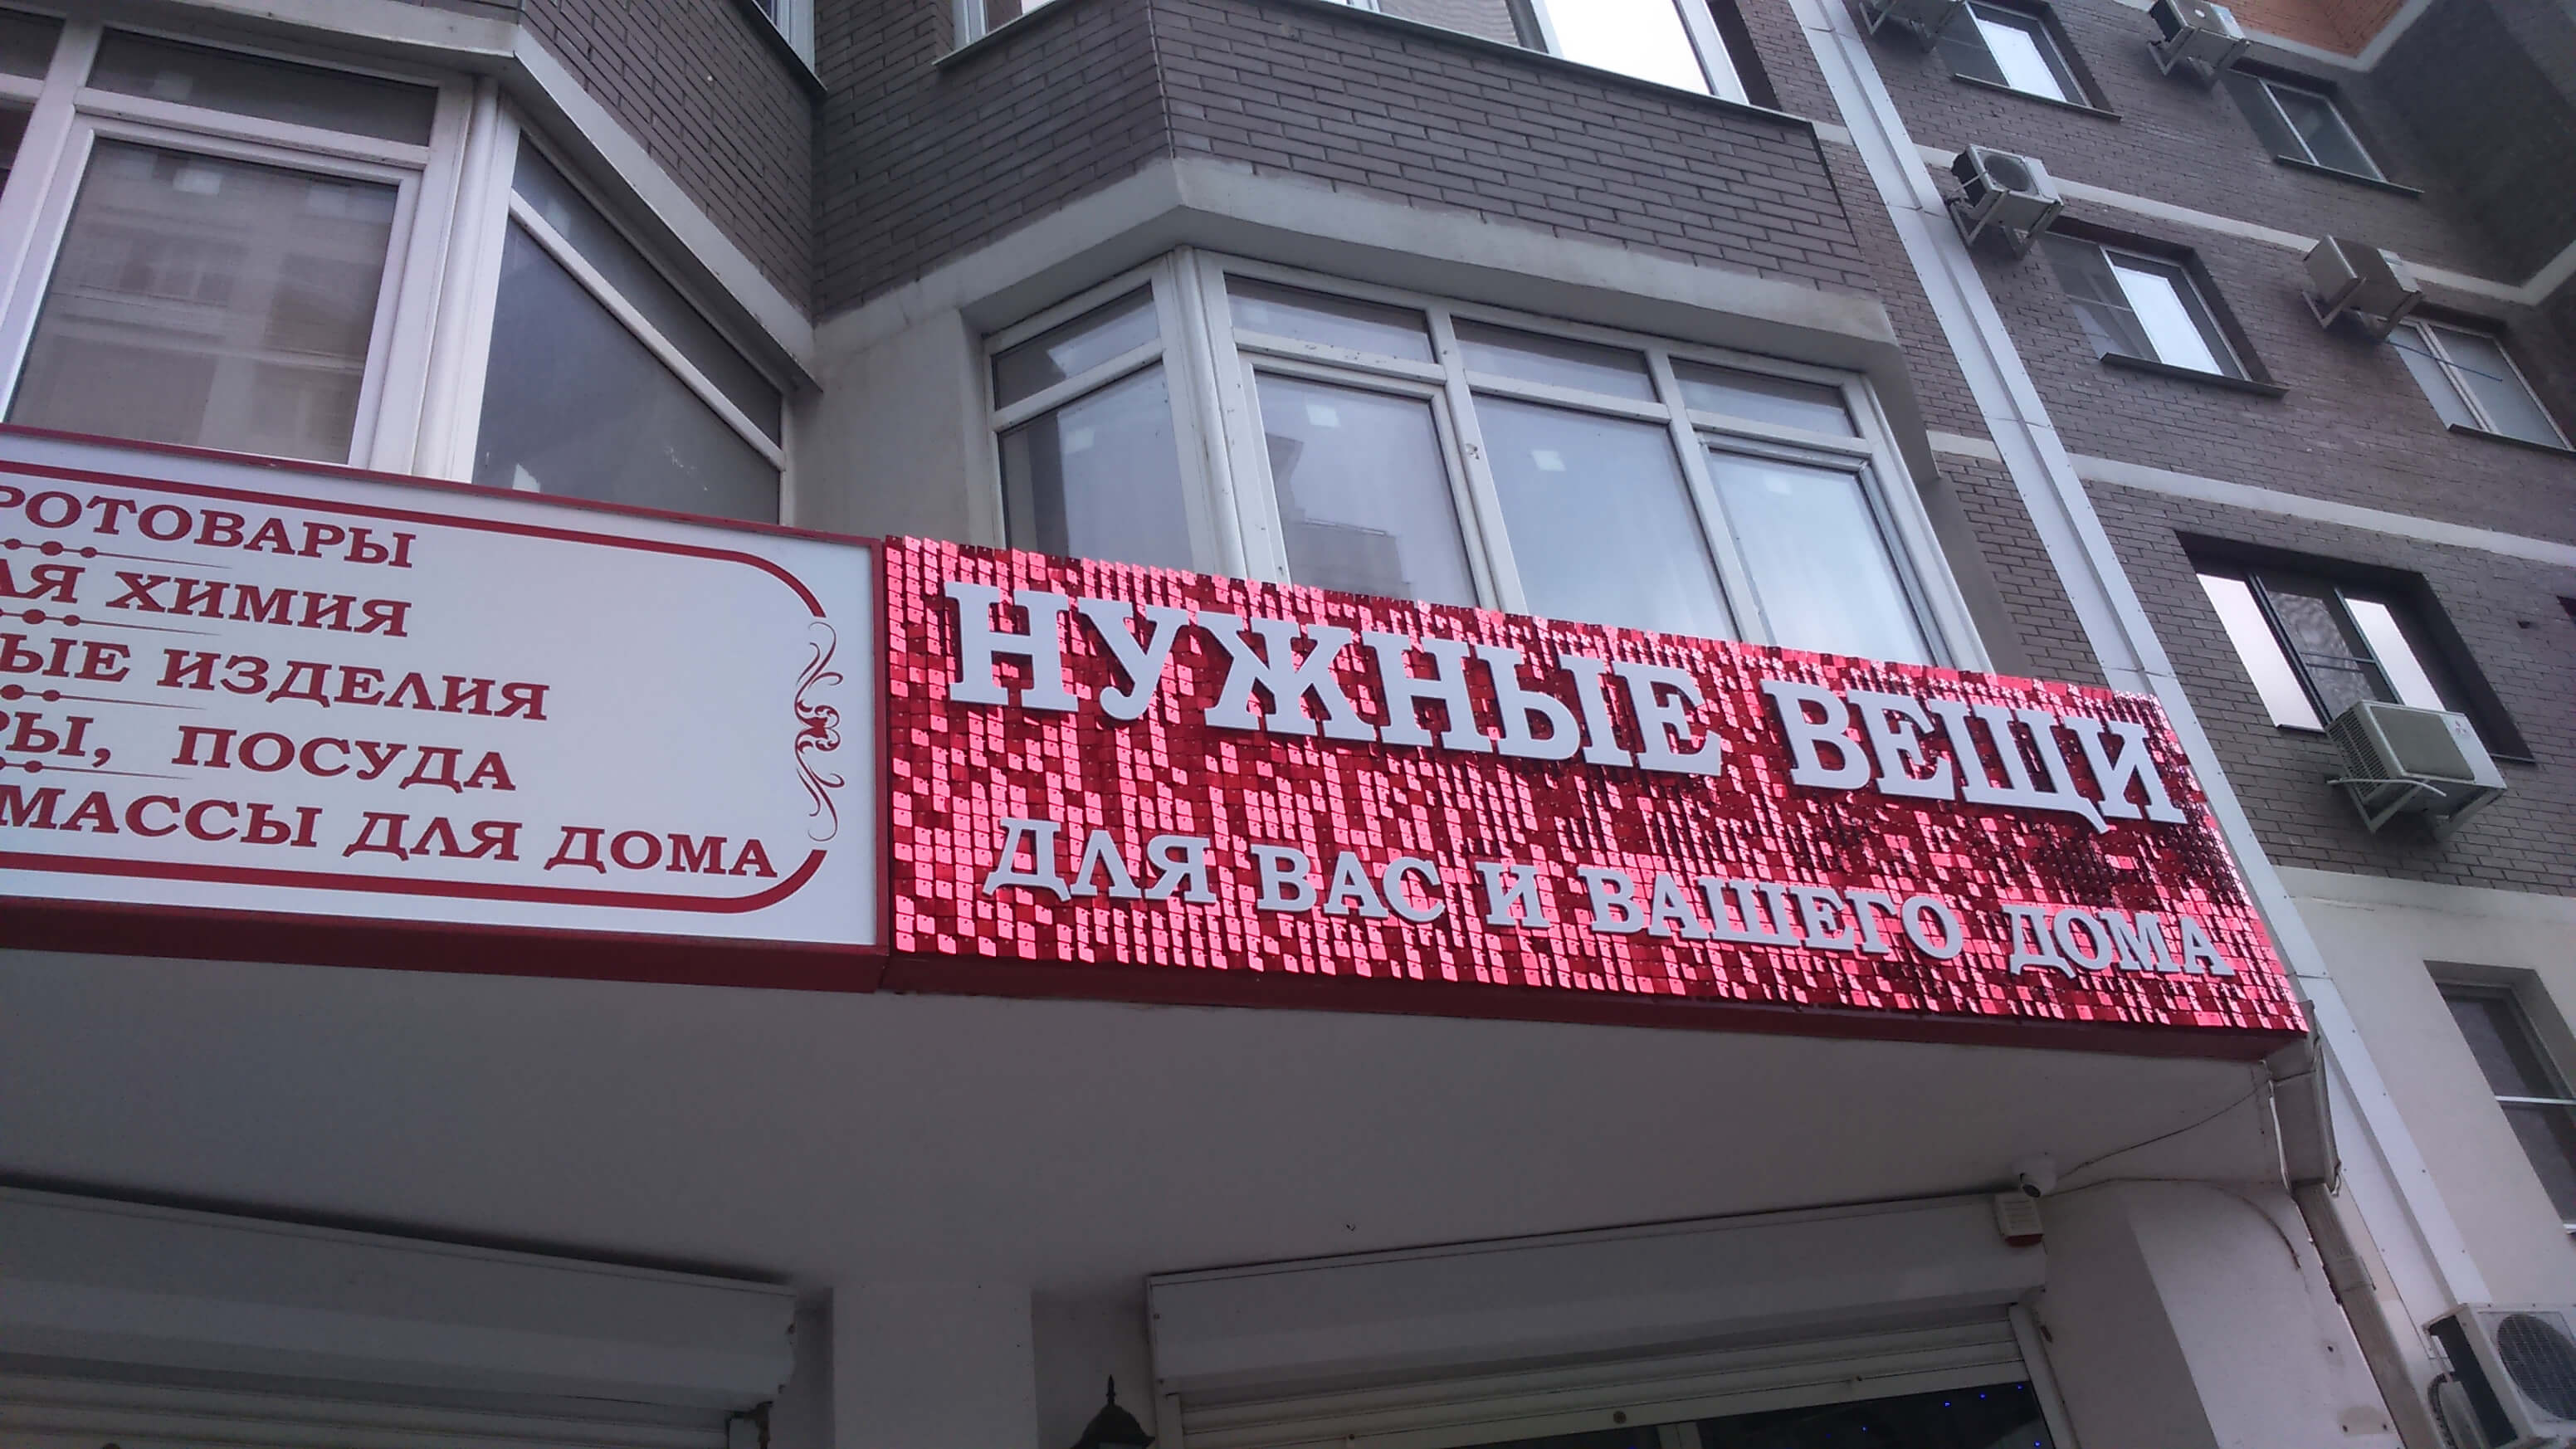 РОТОВАРЫ
АЯ ХИМИЯ
ЫЕ ИЗДЕЛИЯ
РЫ, ПОСУДА
МАССЫ ДЛЯ ДОМА
НУЖНЫЕ ВЕЩИ
ДЛЯ ВАС И ВАШЕГО ДОМА